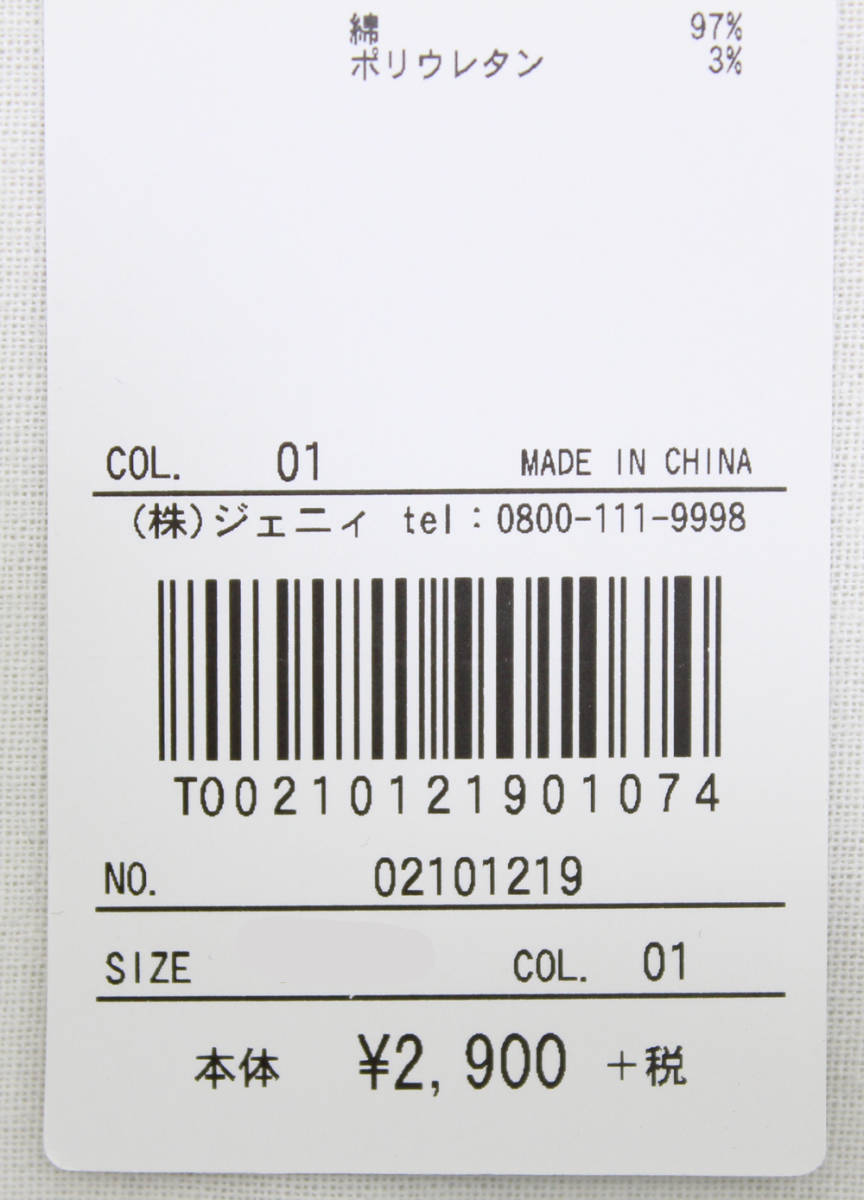 綿 97%
ポリウレタン 3%
COL. 01 MADE IN CHINA
(株)ジェニィ tel:0800-111-9998
T00210121901074
NO. 02101219
SIZE COL. 01
本体 ¥2,900 +税